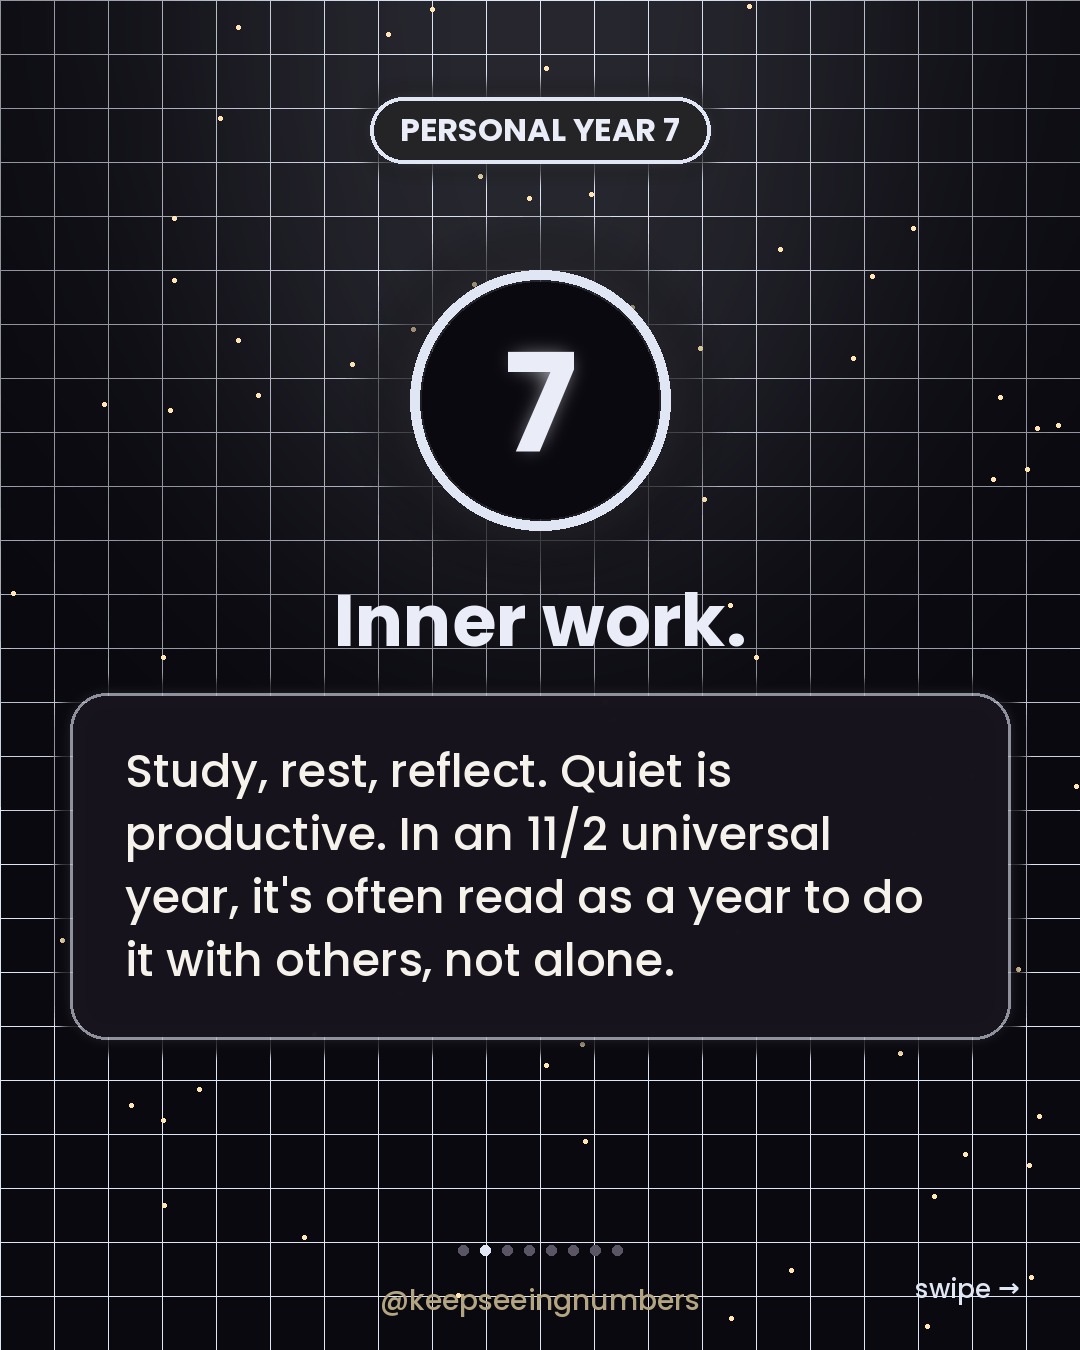 PERSONAL YEAR 7
7
Inner work.
Study, rest, reflect. Quiet is
productive. In an 11/2 universal
year, it's often read as a year to do
it with others, not alone.
swipe →
@keepseeingnumbers